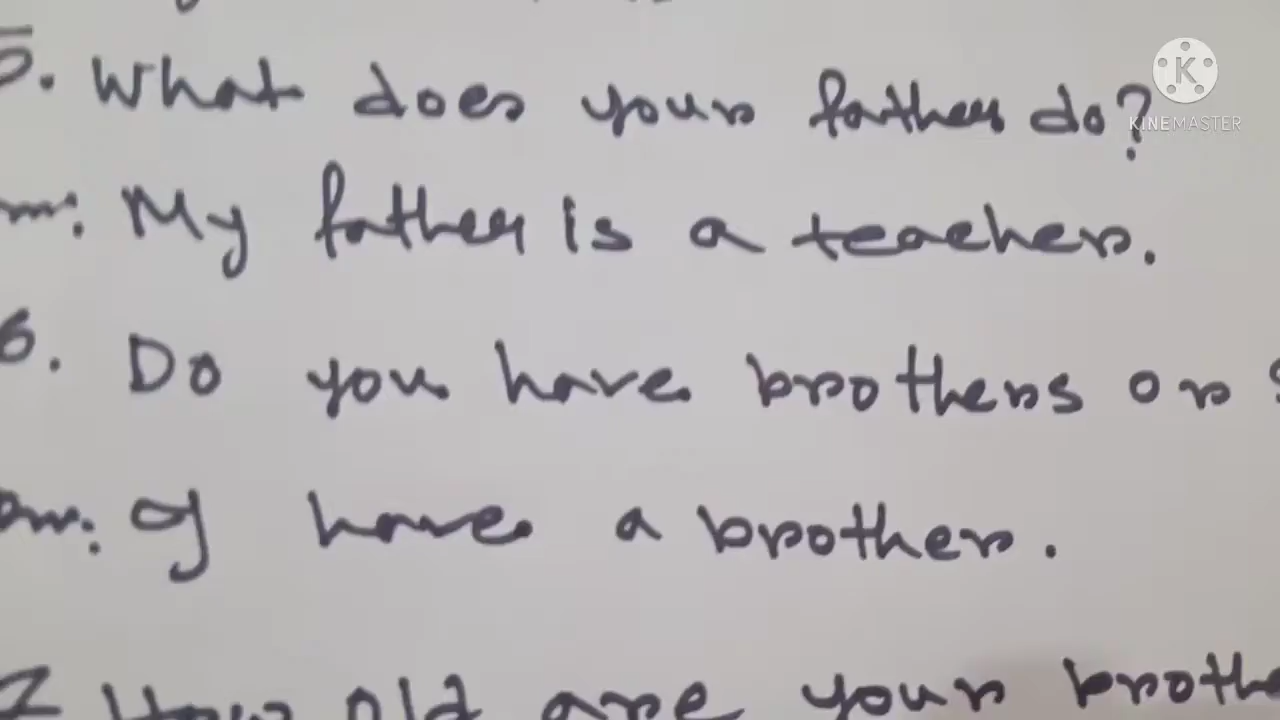 5. What does your father do?
KINEMASTER
Ans: My father is a teacher.
6. Do you have brothers or
Ans: I have a brother.
7 How old are your